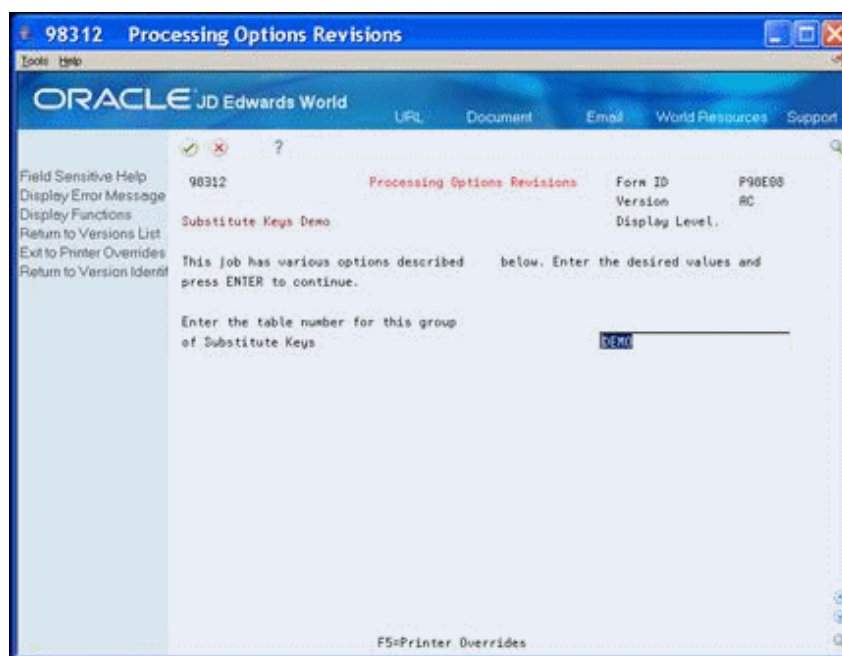 98312 Processing Options Revisions
Tools Help
ORACLE JD Edwards World
URL Document Email World Resources Support
?
Field Sensitive Help
Display Error Message
Display Functions
Return to Versions List
Exit to Printer Overrides
Return to Version Identif
98312 Processing Options Revisions Form ID P98E08
Version AC
Substitute Keys Demo Display Level.
This job has various options described below. Enter the desired values and
press ENTER to continue.
Enter the table number for this group
of Substitute Keys DEMO
F5=Printer Overrides